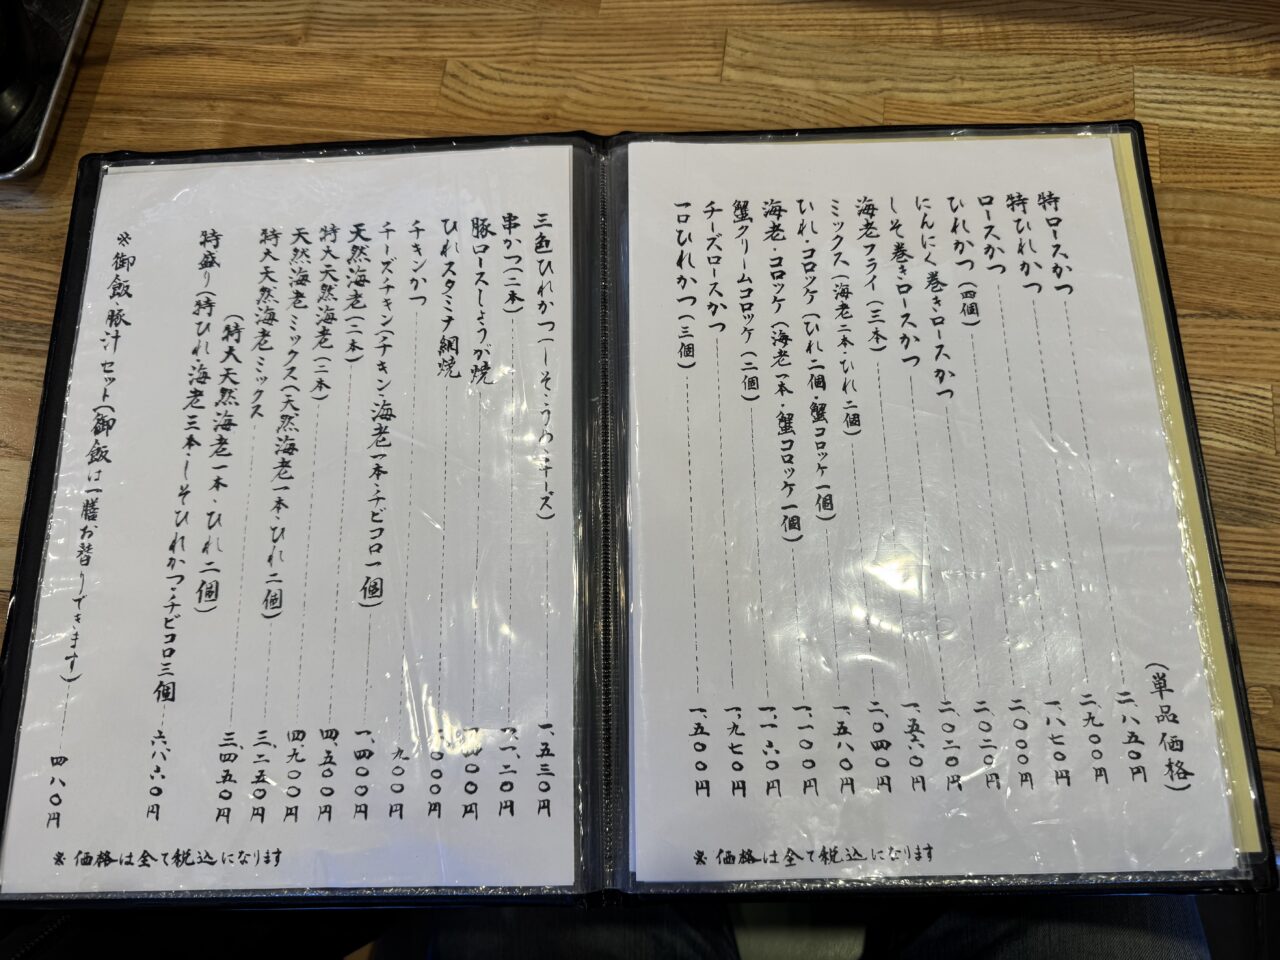 (単品価格)
特ロースかつ 二、八五〇円
特ひれかつ 二、九〇〇円
ロースかつ 一、八七〇円
ひれかつ(四個) 二、〇〇〇円
にんにく巻きロースかつ 二、〇二〇円
しそ巻きロースかつ 二、〇二〇円
海老フライ(三本) 一、五六〇円
ミックス(海老二本・ひれ二個) 二、〇四〇円
ひれ・コロッケ(ひれ二個・蟹コロッケ一個) 一、五八〇円
海老・コロッケ(海老一本・蟹コロッケ一個) 一、一〇〇円
蟹クリームコロッケ(二個) 一、一六〇円
チーズロースかつ 一、九七〇円
一口ひれかつ(三個) 一、五〇〇円
※価格は全て税込になります
三色ひれかつ(しそ・うめ・チーズ) 一、五三〇円
串かつ(二本) 一、一二〇円
豚ロースしょうが焼
ひれスタミナ網焼
チキンかつ 九〇〇円
チーズチキン(チキン・海老一本・チビコロ一個) 一、四〇〇円
天然海老(二本) 四、五〇〇円
特大天然海老(二本) 四、九〇〇円
天然海老ミックス(天然海老一本・ひれ二個) 三、二五〇円
特大天然海老ミックス
(特大天然海老一本・ひれ二個) 三、四五〇円
特盛り(特ひれ・海老三本・しそひれかつ・チビコロ三個 六、八六〇円
※御飯豚汁セット(御飯は一膳お替りできます) 四八〇円
※価格は全て税込になります